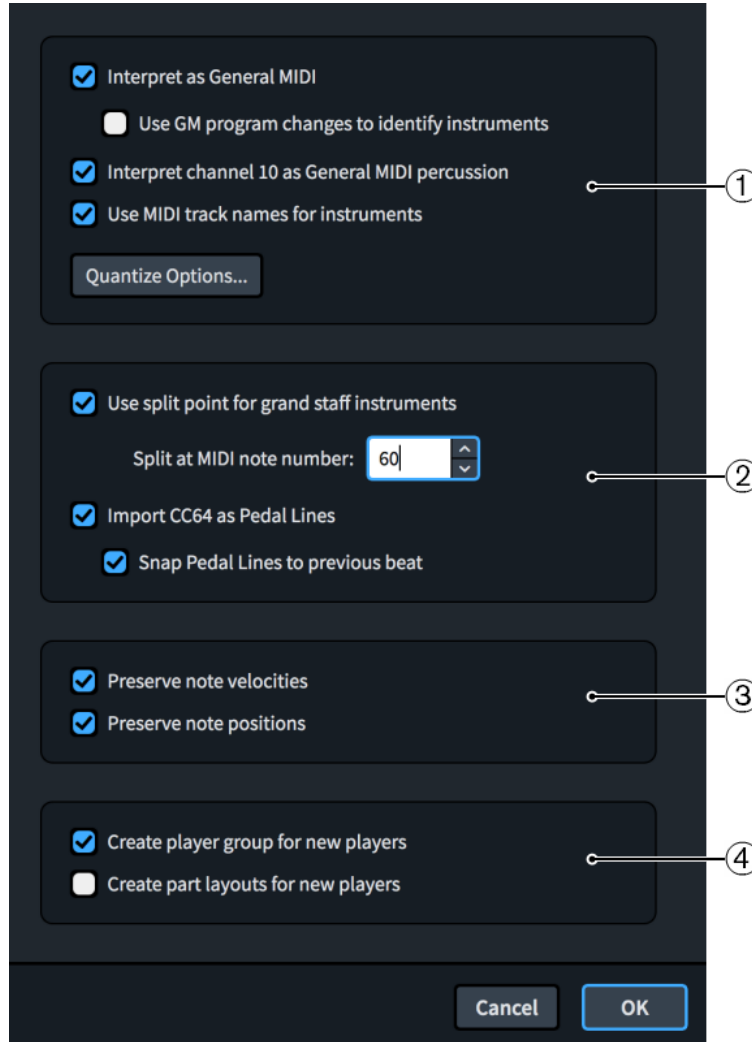 Interpret as General MIDI
Use GM program changes to identify instruments
Interpret channel 10 as General MIDI percussion
1
Use MIDI track names for instruments
Quantize Options...
Use split point for grand staff instruments
Split at MIDI note number: 60
2
Import CC64 as Pedal Lines
Snap Pedal Lines to previous beat
Preserve note velocities
3
Preserve note positions
Create player group for new players
4
Create part layouts for new players
Cancel OK